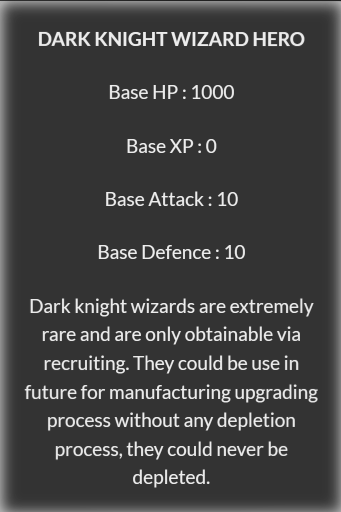 DARK KNIGHT WIZARD HERO
Base HP : 1000
Base XP : 0
Base Attack : 10
Base Defence : 10
Dark knight wizards are extremely
rare and are only obtainable via
recruiting. They could be use in
future for manufacturing upgrading
process without any depletion
process, they could never be
depleted.